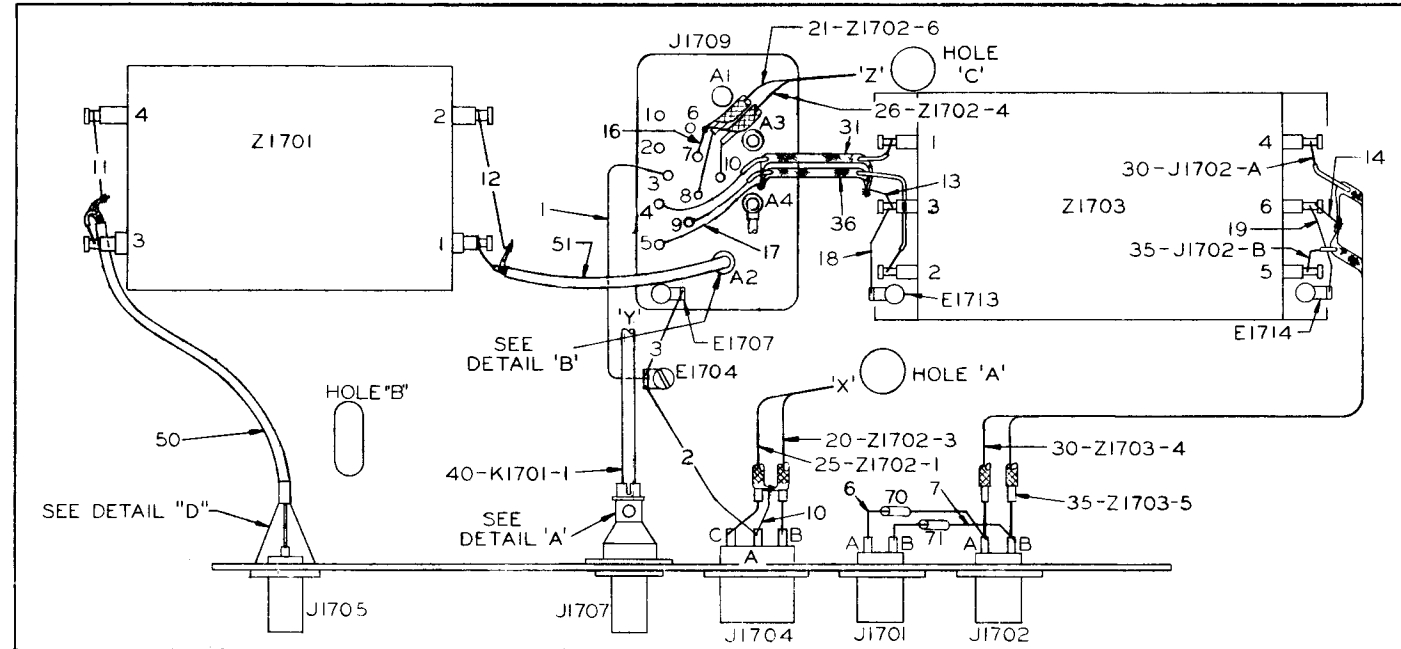 21-Z1702-6
J1709
HOLE
'C'
'Z'
A1
26-Z1702-4
4
Z1701
2
1
6
16
A3
31
1
4
14
2
7
10
30-J1702-A
11
12
3
8
13
Z1703
1
4
9
A4
36
3
6
19
3
1
51
5
17
18
35-J1702-B
2
5
A2
E1713
'Y'
E1707
E1714
SEE
DETAIL 'B'
3
E1704
HOLE 'A'
'X'
HOLE "B"
50
20-Z1702-3
30-Z1703-4
2
25-Z1702-1
40-K1701-1
6
70
7
35-Z1703-5
SEE DETAIL "D"
SEE
DETAIL 'A'
10
71
C
A
B
A
B
A
B
J1705
J1707
J1704
J1701
J1702